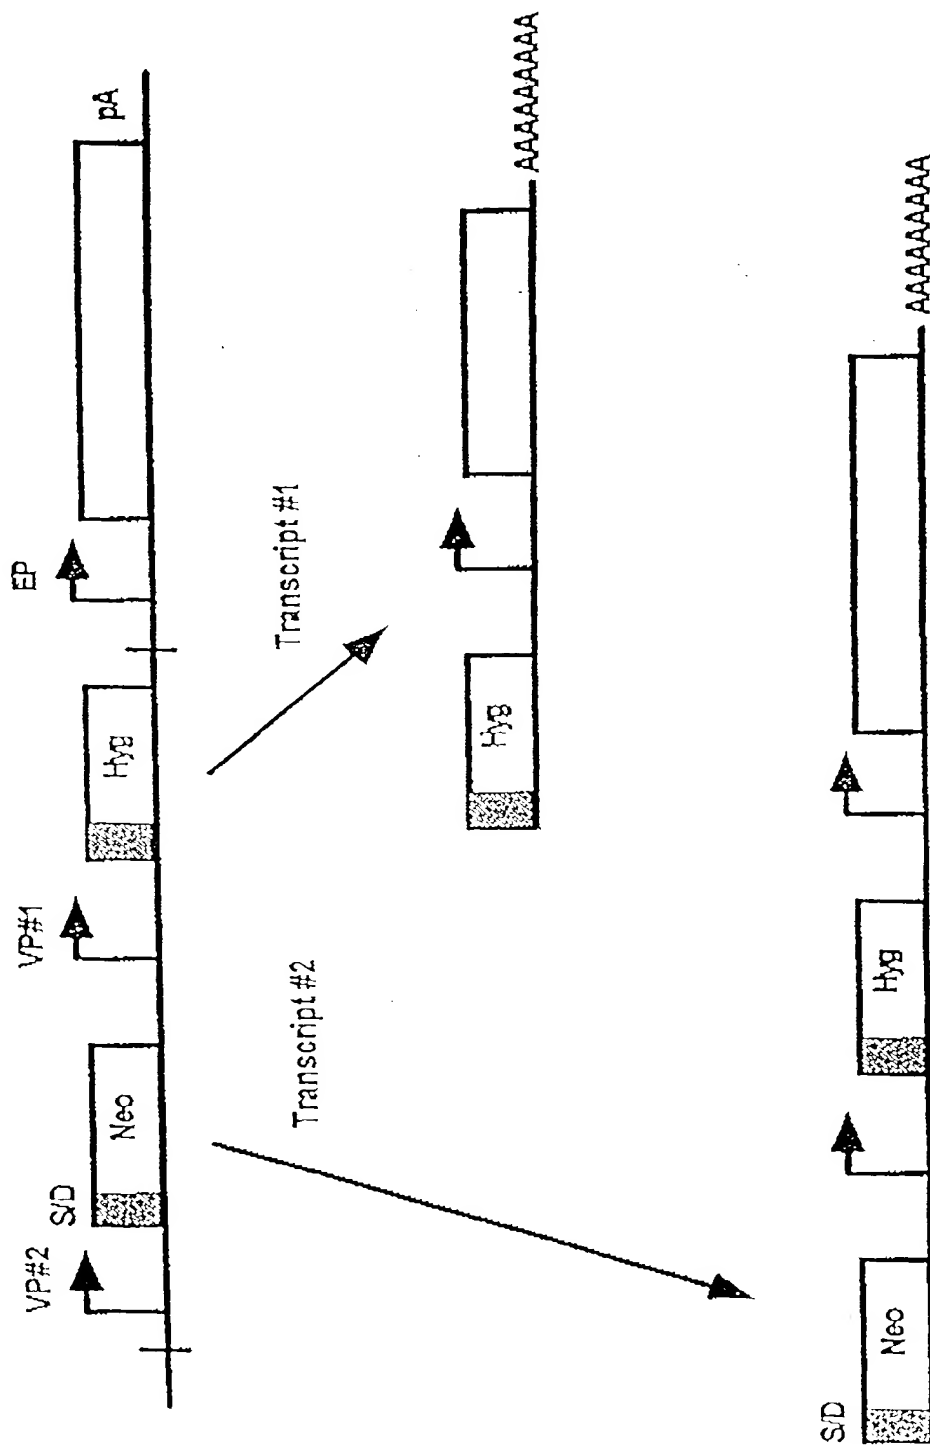 VP#2
S/D
Neo
VP#1
Hyg
EP
pA
Transcript #2
Transcript #1
Hyg
AAAAAAAAA
S/D
Neo
Hyg
AAAAAAAAA